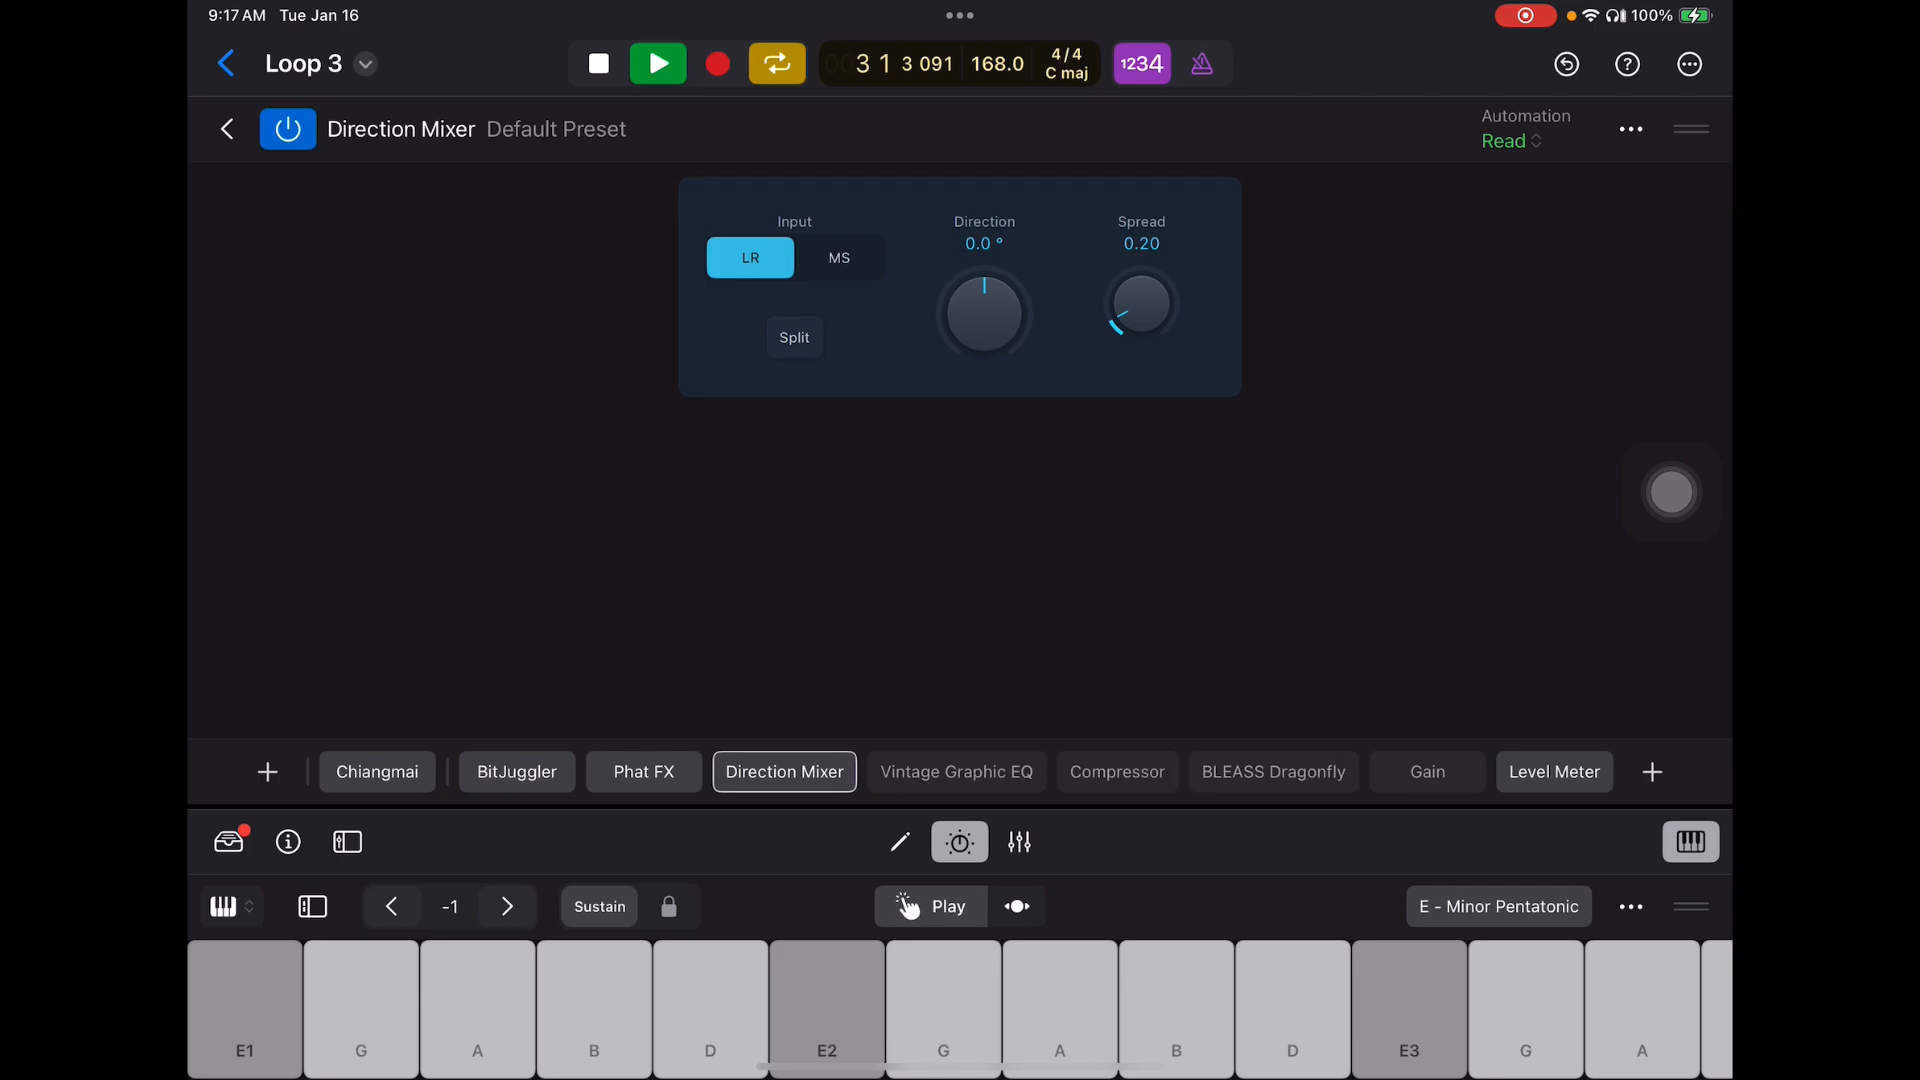 9:17 AM Tue Jan 16
100%
Loop 3
3 1 3 091 168.0 4/4 C maj
1234
Direction Mixer Default Preset
Automation
Read
Input Direction Spread
0.0 ° 0.20
LR MS
Split
Chiangmai BitJuggler Phat FX Direction Mixer Vintage Graphic EQ Compressor BLEASS Dragonfly Gain Level Meter
-1 Sustain Play E - Minor Pentatonic
E1 G A B D E2 G A B D E3 G A